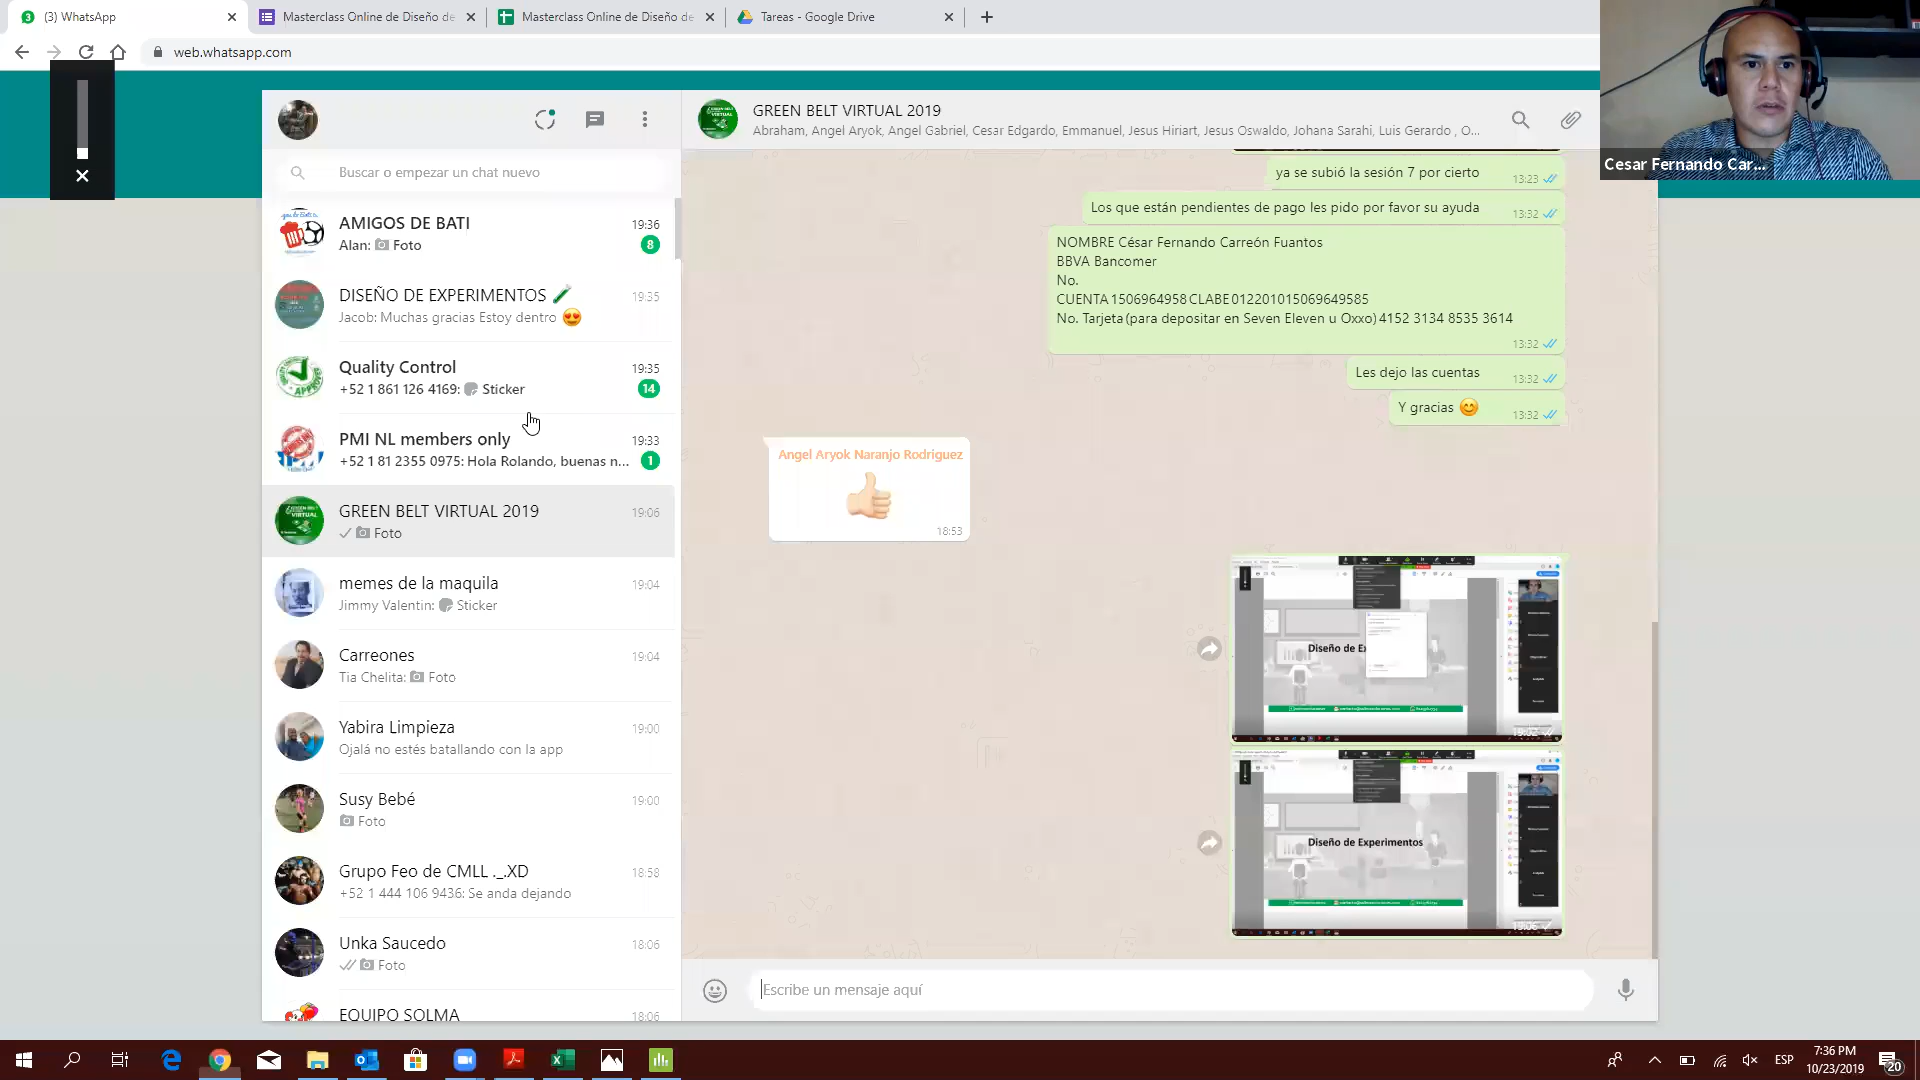 (3) WhatsApp
Masterclass Online de Diseño de
Masterclass Online de Diseño de
Tareas - Google Drive
web.whatsapp.com
Cesar Fernando Car...
Buscar o empezar un chat nuevo
AMIGOS DE BATI 19:36
Alan: Foto 8
DISEÑO DE EXPERIMENTOS 19:35
Jacob: Muchas gracias Estoy dentro 😍
Quality Control 19:35
+52 1 861 126 4169: Sticker 14
PMI NL members only 19:33
+52 1 81 2355 0975: Hola Rolando, buenas n... 1
GREEN BELT VIRTUAL 2019 19:06
Foto
memes de la maquila 19:04
Jimmy Valentin: Sticker
Carreones 19:04
Tia Chelita: Foto
Yabira Limpieza 19:00
Ojalá no estés batallando con la app
Susy Bebé 19:00
Foto
Grupo Feo de CMLL ._.XD 18:58
+52 1 444 106 9436: Se anda dejando
Unka Saucedo 18:06
Foto
EQUIPO SOLMA 18:06
GREEN BELT VIRTUAL 2019
Abraham, Angel Aryok, Angel Gabriel, Cesar Edgardo, Emmanuel, Jesus Hiriart, Jesus Oswaldo, Johana Sarahi, Luis Gerardo , O...
ya se subió la sesión 7 por cierto 13:23
Los que están pendientes de pago les pido por favor su ayuda 13:32
NOMBRE César Fernando Carreón Fuantos
BBVA Bancomer
No.
CUENTA 1506964958 CLABE 012201015069649585
No. Tarjeta (para depositar en Seven Eleven u Oxxo) 4152 3134 8535 3614
13:32
Les dejo las cuentas 13:32
Y gracias 😊 13:32
Angel Aryok Naranjo Rodriguez
18:53
Diseño de Ex
Diseño de Experimentos
19:06
Escribe un mensaje aquí
ESP
7:36 PM
10/23/2019
20